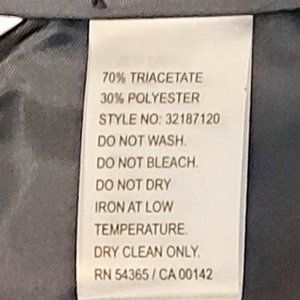 70% TRIACETATE
30% POLYESTER
STYLE NO: 32187120
DO NOT WASH.
DO NOT BLEACH.
DO NOT DRY
IRON AT LOW
TEMPERATURE.
DRY CLEAN ONLY.
RN 54365 / CA 00142